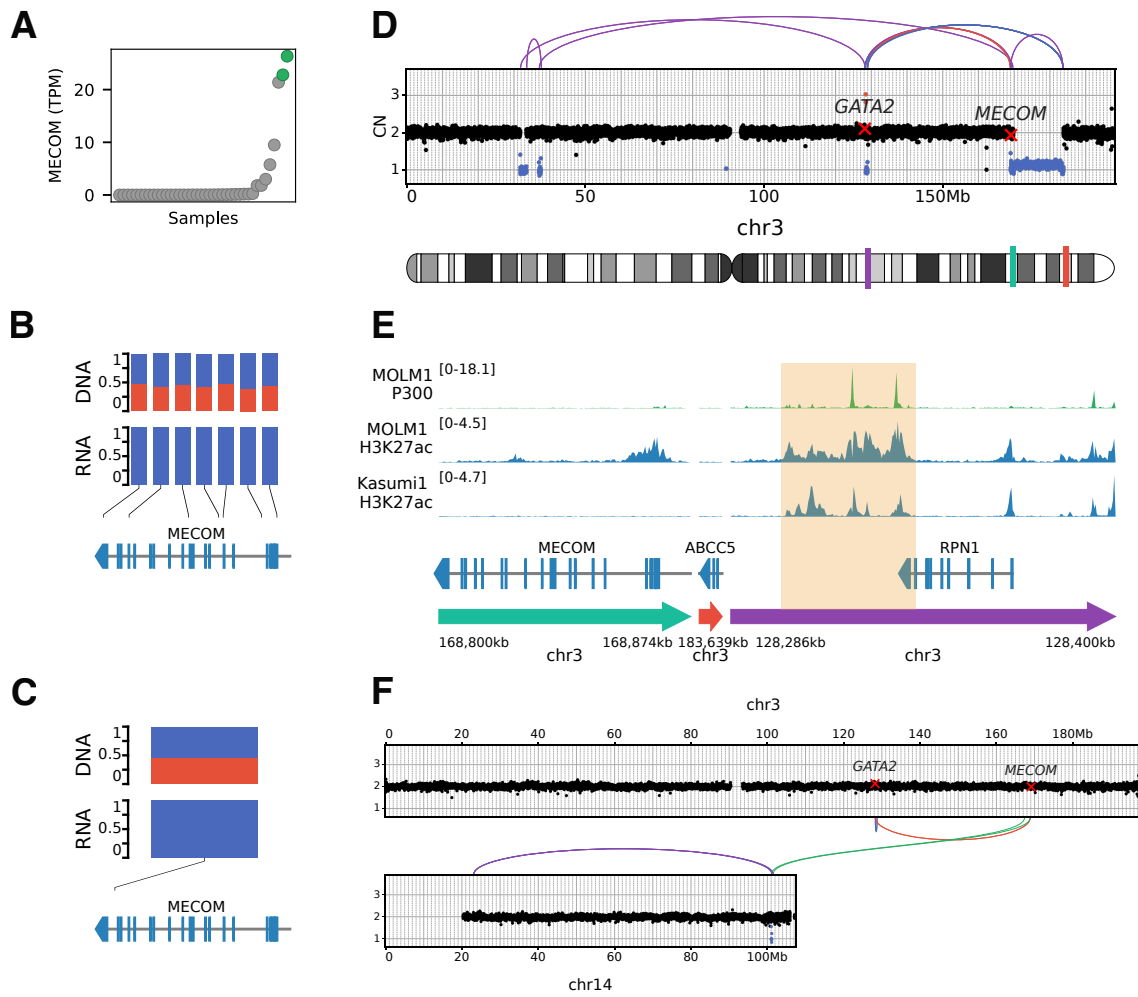 A
MECOM (TPM)
20
10
0
Samples
B
DNA
1
0.5
0
RNA
1
0.5
0
MECOM
C
DNA
1
0.5
0
RNA
1
0.5
0
MECOM
D
CN
3
2
1
GATA2
MECOM
0 50 100 150Mb
chr3
E
MOLM1
P300
[0-18.1]
MOLM1
H3K27ac
[0-4.5]
Kasumi1
H3K27ac
[0-4.7]
MECOM ABCC5 RPN1
168,800kb 168,874kb 183,639kb 128,286kb 128,400kb
chr3 chr3 chr3
F
chr3
0 20 40 60 80 100 120 140 160 180Mb
3
2
1
GATA2
MECOM
3
2
1
0 20 40 60 80 100Mb
chr14